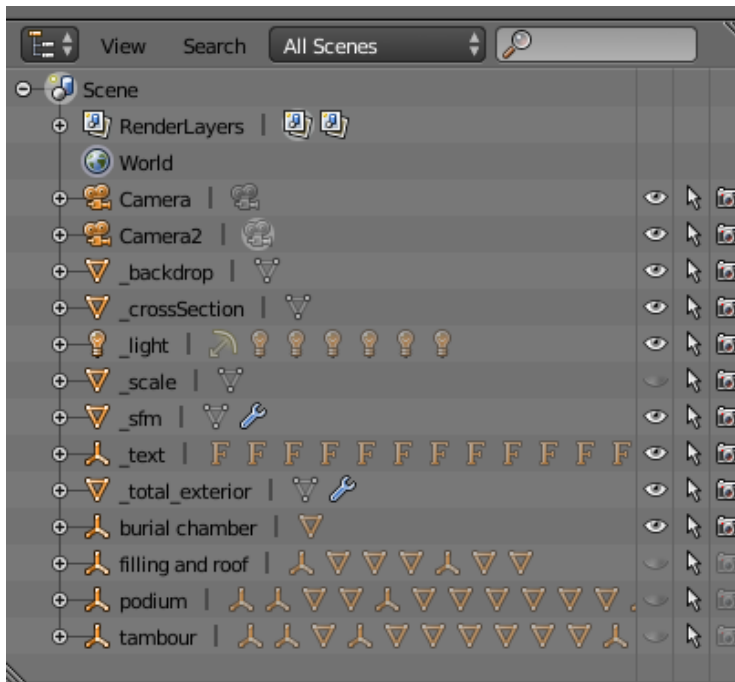 View Search All Scenes
Scene
RenderLayers
World
Camera
Camera2
_backdrop
_crossSection
_light
_scale
_sfm
_text F F F F F F F F F F F F
_total_exterior
burial chamber
filling and roof
podium
tambour